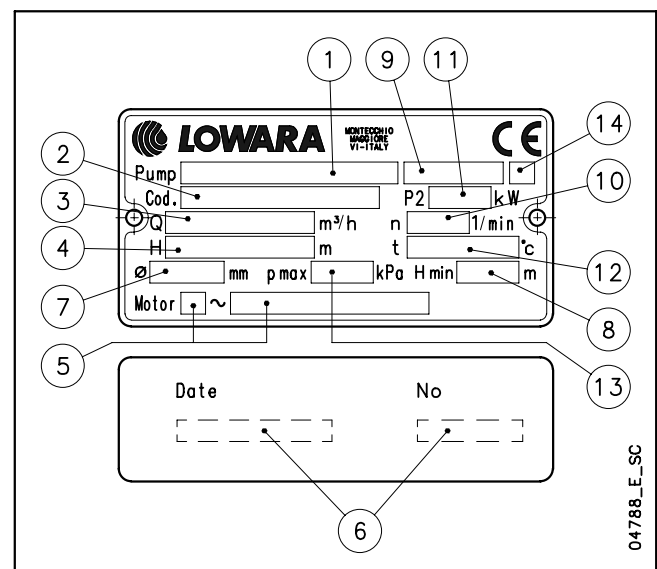 1 9 11
LOWARA MONTECCHIO MAGGIORE VI-ITALY CE
14
2 Pump
Cod. P2 kW 10
3 Q m³/h n 1/min
4 H m t °c
12
ø mm p max kPa H min m
7 Motor ~ 8
5 13
Date No
6
04788_E_SC